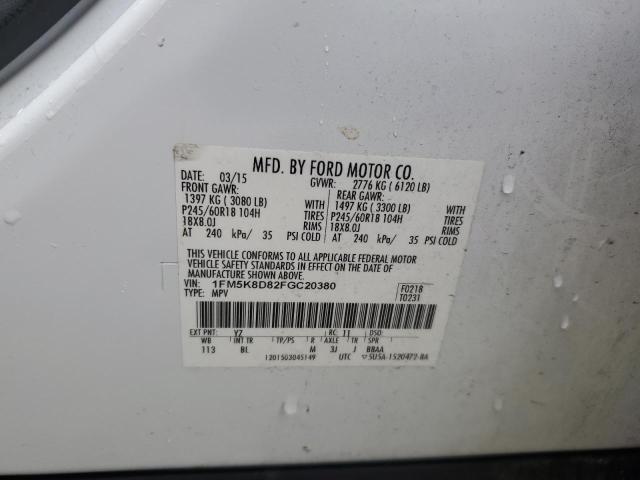 MFD. BY FORD MOTOR CO.
DATE: 03/15 GVWR: 2776 KG ( 6120 LB)
FRONT GAWR: REAR GAWR:
1397 KG ( 3080 LB) WITH 1497 KG ( 3300 LB) WITH
P245/60R18 104H TIRES P245/60R18 104H TIRES
18X8.0J RIMS 18X8.0J RIMS
AT 240 kPa/ 35 PSI COLD AT 240 kPa/ 35 PSI COLD
THIS VEHICLE CONFORMS TO ALL APPLICABLE FEDERAL MOTOR
VEHICLE SAFETY STANDARDS IN EFFECT ON THE DATE OF
MANUFACTURE SHOWN ABOVE.
VIN: 1FM5K8D82FGC20380 F0218
TYPE: MPV T0231
EXT PNT: YZ RC: 11 DSO:
WB INT TR TP/PS R AXLE TR SPR
113 BL M 3J J BBAA
1201503045149 UTC 5U5A-1520472-BA